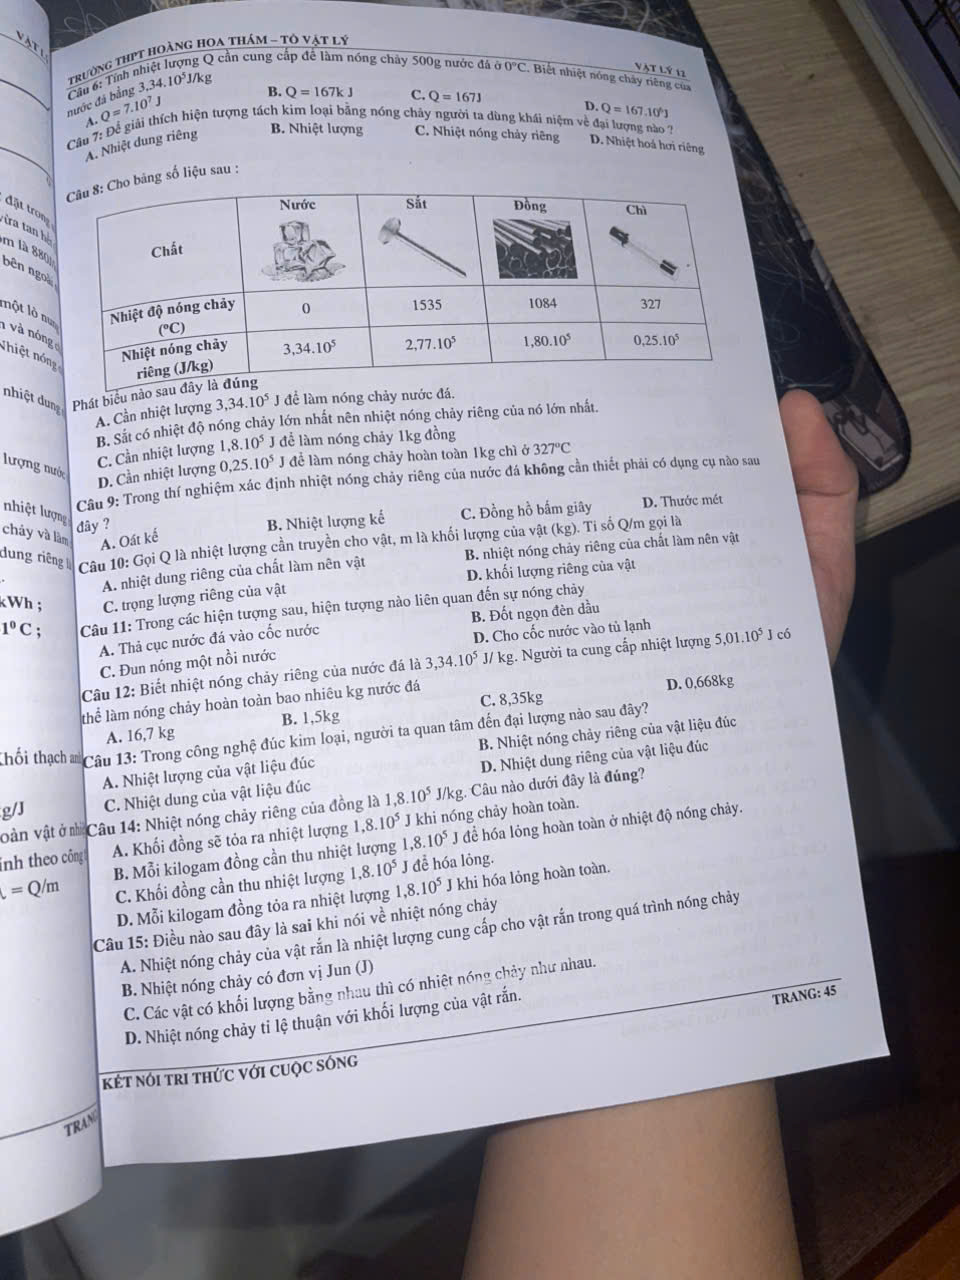 VẬT L
TRƯỜNG THPT HOÀNG HOA THÁM – TỔ VẬT LÝ
VẬT LÝ 12
Câu 6: Tính nhiệt lượng Q cần cung cấp để làm nóng chảy 500g nước đá ở 0°C. Biết nhiệt nóng chảy riêng của
nước đá bằng 3,34.10⁵J/kg
A. Q = 7.10⁷ J B. Q = 167k J C. Q = 167J D. Q = 167.10⁶J
Câu 7: Để giải thích hiện tượng tách kim loại bằng nóng chảy người ta dùng khái niệm về đại lượng nào ?
A. Nhiệt dung riêng B. Nhiệt lượng C. Nhiệt nóng chảy riêng D. Nhiệt hoá hơi riêng
Câu 8: Cho bảng số liệu sau :
Chất Nước Sắt Đồng Chì
Nhiệt độ nóng chảy (°C) 0 1535 1084 327
Nhiệt nóng chảy riêng (J/kg) 3,34.10⁵ 2,77.10⁵ 1,80.10⁵ 0,25.10⁵
Phát biểu nào sau đây là đúng
A. Cần nhiệt lượng 3,34.10⁵ J để làm nóng chảy nước đá.
B. Sắt có nhiệt độ nóng chảy lớn nhất nên nhiệt nóng chảy riêng của nó lớn nhất.
C. Cần nhiệt lượng 1,8.10⁵ J để làm nóng chảy 1kg đồng
D. Cần nhiệt lượng 0,25.10⁵ J để làm nóng chảy hoàn toàn 1kg chì ở 327°C
Câu 9: Trong thí nghiệm xác định nhiệt nóng chảy riêng của nước đá không cần thiết phải có dụng cụ nào sau
đây ?
A. Oát kế B. Nhiệt lượng kế C. Đồng hồ bấm giây D. Thước mét
Câu 10: Gọi Q là nhiệt lượng cần truyền cho vật, m là khối lượng của vật (kg). Tỉ số Q/m gọi là
A. nhiệt dung riêng của chất làm nên vật B. nhiệt nóng chảy riêng của chất làm nên vật
C. trọng lượng riêng của vật D. khối lượng riêng của vật
Câu 11: Trong các hiện tượng sau, hiện tượng nào liên quan đến sự nóng chảy
A. Thả cục nước đá vào cốc nước B. Đốt ngọn đèn dầu
C. Đun nóng một nồi nước D. Cho cốc nước vào tủ lạnh
Câu 12: Biết nhiệt nóng chảy riêng của nước đá là 3,34.10⁵ J/ kg. Người ta cung cấp nhiệt lượng 5,01.10⁵ J có
thể làm nóng chảy hoàn toàn bao nhiêu kg nước đá
A. 16,7 kg B. 1,5kg C. 8,35kg D. 0,668kg
Câu 13: Trong công nghệ đúc kim loại, người ta quan tâm đến đại lượng nào sau đây?
A. Nhiệt lượng của vật liệu đúc B. Nhiệt nóng chảy riêng của vật liệu đúc
C. Nhiệt dung của vật liệu đúc D. Nhiệt dung riêng của vật liệu đúc
Câu 14: Nhiệt nóng chảy riêng của đồng là 1,8.10⁵ J/kg. Câu nào dưới đây là đúng?
A. Khối đồng sẽ tỏa ra nhiệt lượng 1,8.10⁵ J khi nóng chảy hoàn toàn.
B. Mỗi kilogam đồng cần thu nhiệt lượng 1,8.10⁵ J để hóa lỏng hoàn toàn ở nhiệt độ nóng chảy.
C. Khối đồng cần thu nhiệt lượng 1,8.10⁵ J để hóa lỏng.
D. Mỗi kilogam đồng tỏa ra nhiệt lượng 1,8.10⁵ J khi hóa lỏng hoàn toàn.
Câu 15: Điều nào sau đây là sai khi nói về nhiệt nóng chảy
A. Nhiệt nóng chảy của vật rắn là nhiệt lượng cung cấp cho vật rắn trong quá trình nóng chảy
B. Nhiệt nóng chảy có đơn vị Jun (J)
C. Các vật có khối lượng bằng nhau thì có nhiệt nóng chảy như nhau.
D. Nhiệt nóng chảy tỉ lệ thuận với khối lượng của vật rắn.
KẾT NỐI TRI THỨC VỚI CUỘC SỐNG
TRANG: 45
đặt trong
bên ngoài
nhiệt dung
lượng nước
nhiệt lượng
chảy và làm
dung riêng
kWh ;
1⁰ C ;
g/J
= Q/m
TRANG